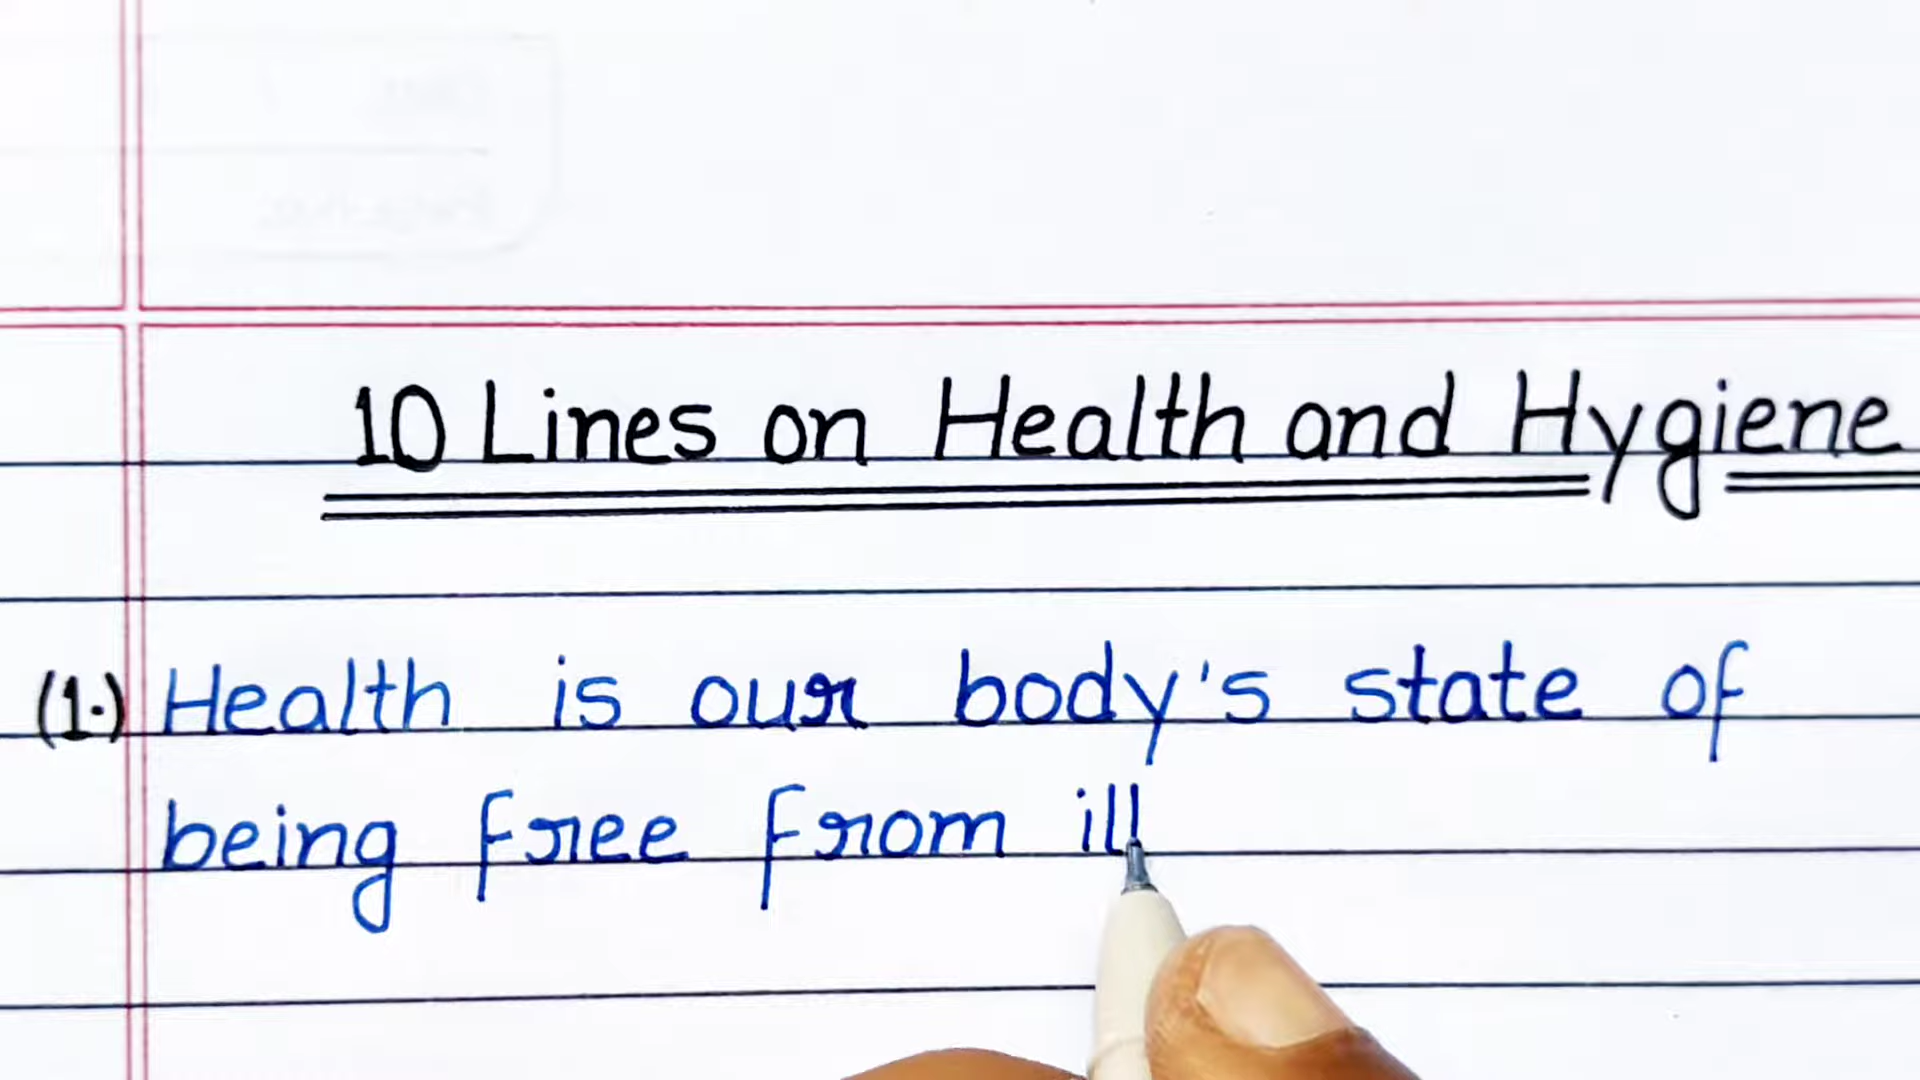 10 Lines on Health and Hygiene
(1.) Health is our body's state of
being free from ill